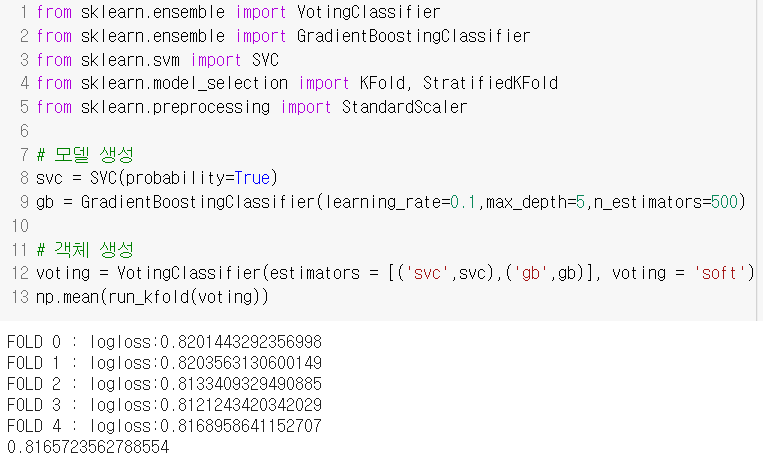 1 from sklearn.ensemble import VotingClassifier
2 from sklearn.ensemble import GradientBoostingClassifier
3 from sklearn.svm import SVC
4 from sklearn.model_selection import KFold, StratifiedKFold
5 from sklearn.preprocessing import StandardScaler
6
7 # 모델 생성
8 svc = SVC(probability=True)
9 gb = GradientBoostingClassifier(learning_rate=0.1,max_depth=5,n_estimators=500)
10
11 # 객체 생성
12 voting = VotingClassifier(estimators = [('svc',svc),('gb',gb)], voting = 'soft')
13 np.mean(run_kfold(voting))
FOLD 0 : logloss:0.8201443292356998
FOLD 1 : logloss:0.8203563130600149
FOLD 2 : logloss:0.8133409329490885
FOLD 3 : logloss:0.8121243420342029
FOLD 4 : logloss:0.8168958641152707
0.8165723562788554